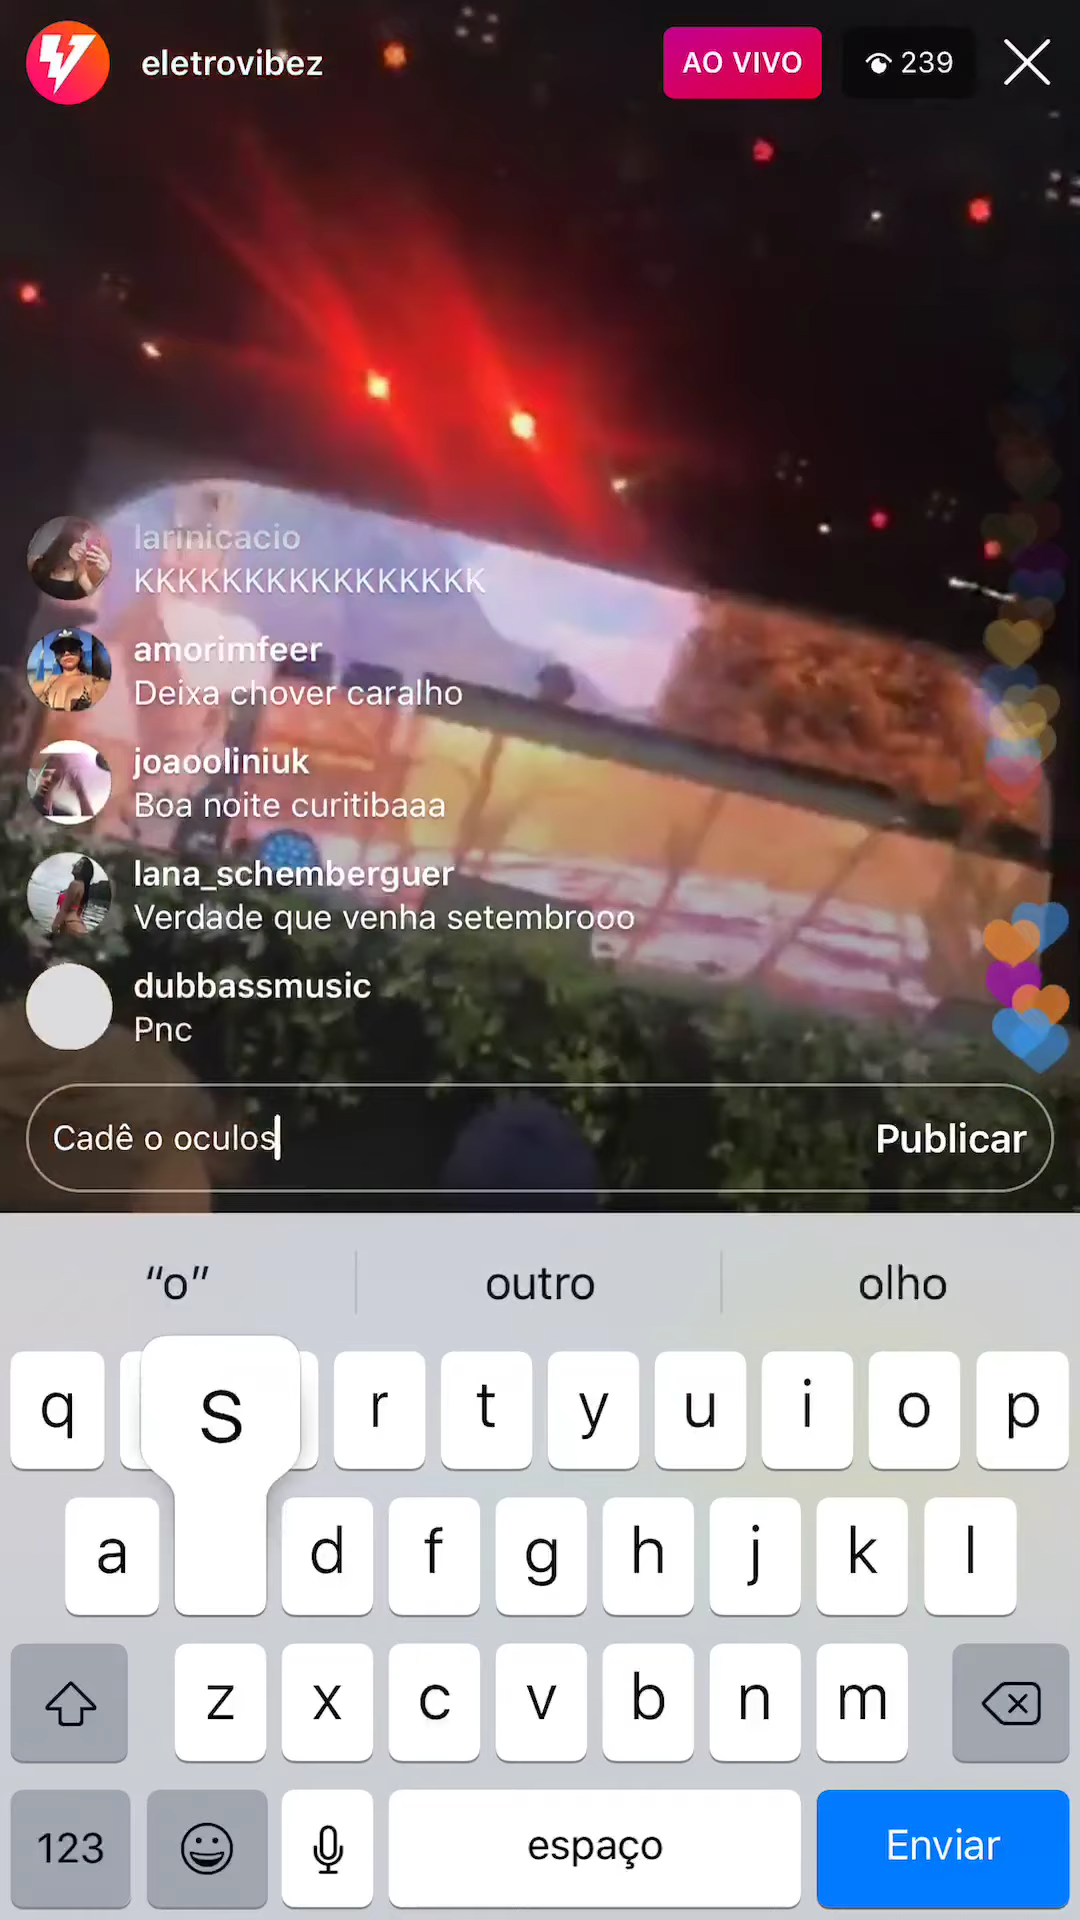 eletrovibez
AO VIVO
239
larinicacio
KKKKKKKKKKKKKKKK
amorimfeer
Deixa chover caralho
joaooliniuk
Boa noite curitibaaa
lana_schemberguer
Verdade que venha setembrooo
dubbassmusic
Pnc
Cadê o oculos
Publicar
“o” outro olho
q S r t y u i o p
a d f g h j k l
z x c v b n m
123 espaço Enviar